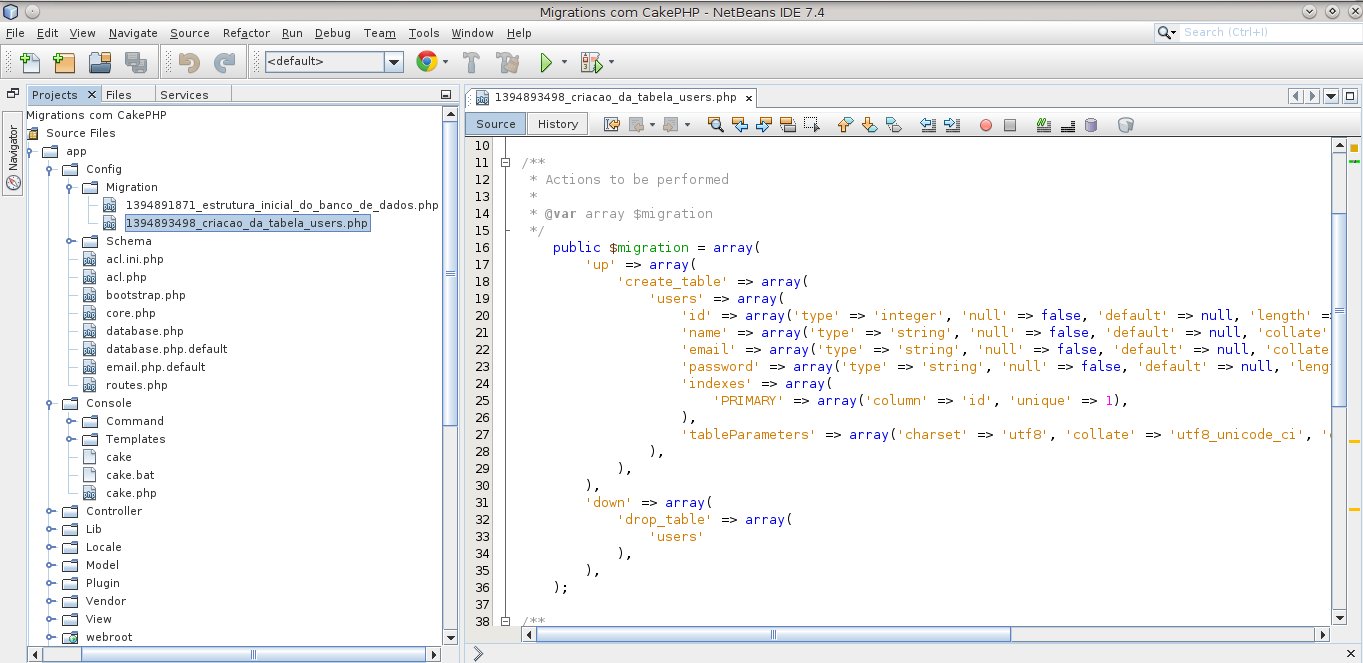 Migrations com CakePHP - NetBeans IDE 7.4
File Edit View Navigate Source Refactor Run Debug Team Tools Window Help
Search (Ctrl+I)
<default>
Projects Files Services
Navigator
Migrations com CakePHP
Source Files
app
Config
Migration
1394891871_estrutura_inicial_do_banco_de_dados.php
1394893498_criacao_da_tabela_users.php
Schema
acl.ini.php
acl.php
bootstrap.php
core.php
database.php
database.php.default
email.php.default
routes.php
Console
Command
Templates
cake
cake.bat
cake.php
Controller
Lib
Locale
Model
Plugin
Vendor
View
webroot
1394893498_criacao_da_tabela_users.php
Source History
10
11 /**
12 * Actions to be performed
13 *
14 * @var array $migration
15 */
16 public $migration = array(
17 'up' => array(
18 'create_table' => array(
19 'users' => array(
20 'id' => array('type' => 'integer', 'null' => false, 'default' => null, 'length' =>
21 'name' => array('type' => 'string', 'null' => false, 'default' => null, 'collate'
22 'email' => array('type' => 'string', 'null' => false, 'default' => null, 'collate
23 'password' => array('type' => 'string', 'null' => false, 'default' => null, 'leng
24 'indexes' => array(
25 'PRIMARY' => array('column' => 'id', 'unique' => 1),
26 ),
27 'tableParameters' => array('charset' => 'utf8', 'collate' => 'utf8_unicode_ci', '
28 ),
29 ),
30 ),
31 'down' => array(
32 'drop_table' => array(
33 'users'
34 ),
35 ),
36 );
37
38 /**